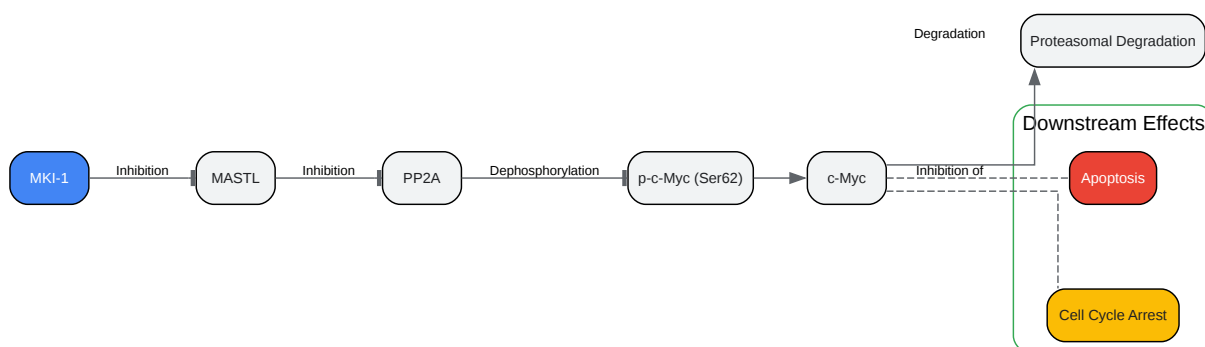 Degradation
Proteasomal Degradation
Downstream Effects
MKI-1
Inhibition
MASTL
Inhibition
PP2A
Dephosphorylation
p-c-Myc (Ser62)
c-Myc
Inhibition of
Apoptosis
Cell Cycle Arrest